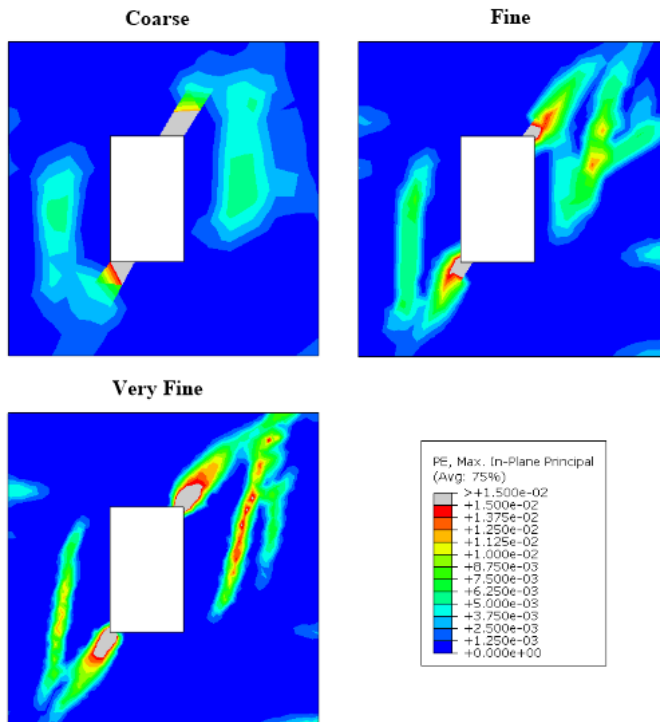 Coarse
Fine
Very Fine
PE, Max. In-Plane Principal
(Avg: 75%)
>+1.500e-02
+1.500e-02
+1.375e-02
+1.250e-02
+1.125e-02
+1.000e-02
+8.750e-03
+7.500e-03
+6.250e-03
+5.000e-03
+3.750e-03
+2.500e-03
+1.250e-03
+0.000e+00